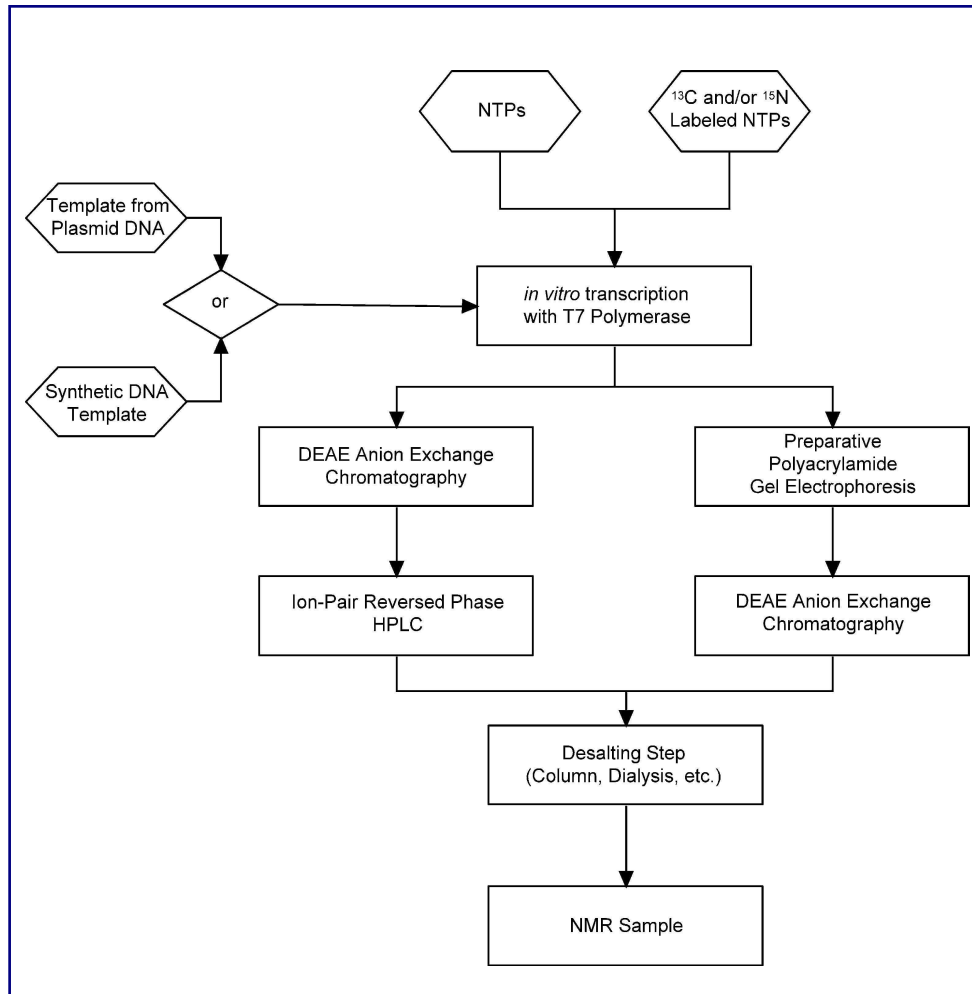 NTPs
¹³C and/or ¹⁵N
Labeled NTPs
Template from
Plasmid DNA
or
Synthetic DNA
Template
in vitro transcription
with T7 Polymerase
DEAE Anion Exchange
Chromatography
Preparative
Polyacrylamide
Gel Electrophoresis
Ion-Pair Reversed Phase
HPLC
DEAE Anion Exchange
Chromatography
Desalting Step
(Column, Dialysis, etc.)
NMR Sample